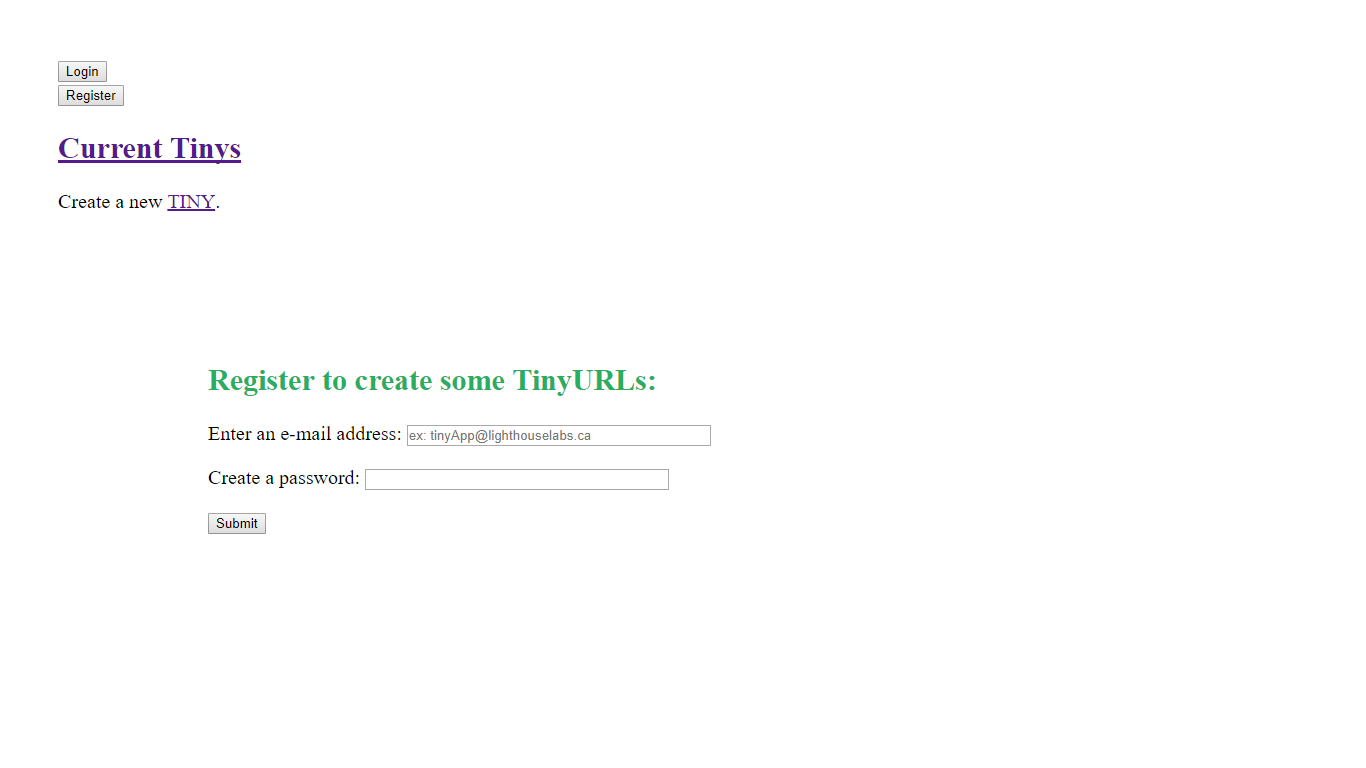 Login
Register
Current Tinys
Create a new TINY.
Register to create some TinyURLs:
Enter an e-mail address: ex: tinyApp@lighthouselabs.ca
Create a password:
Submit